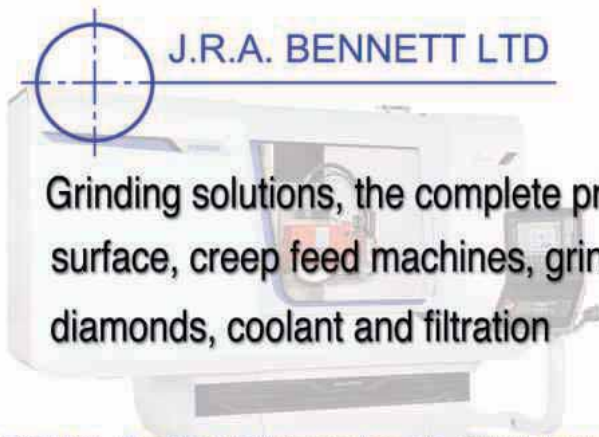 J.R.A. BENNETT LTD
Grinding solutions, the complete
surface, creep feed machines,
diamonds, coolant and filtration